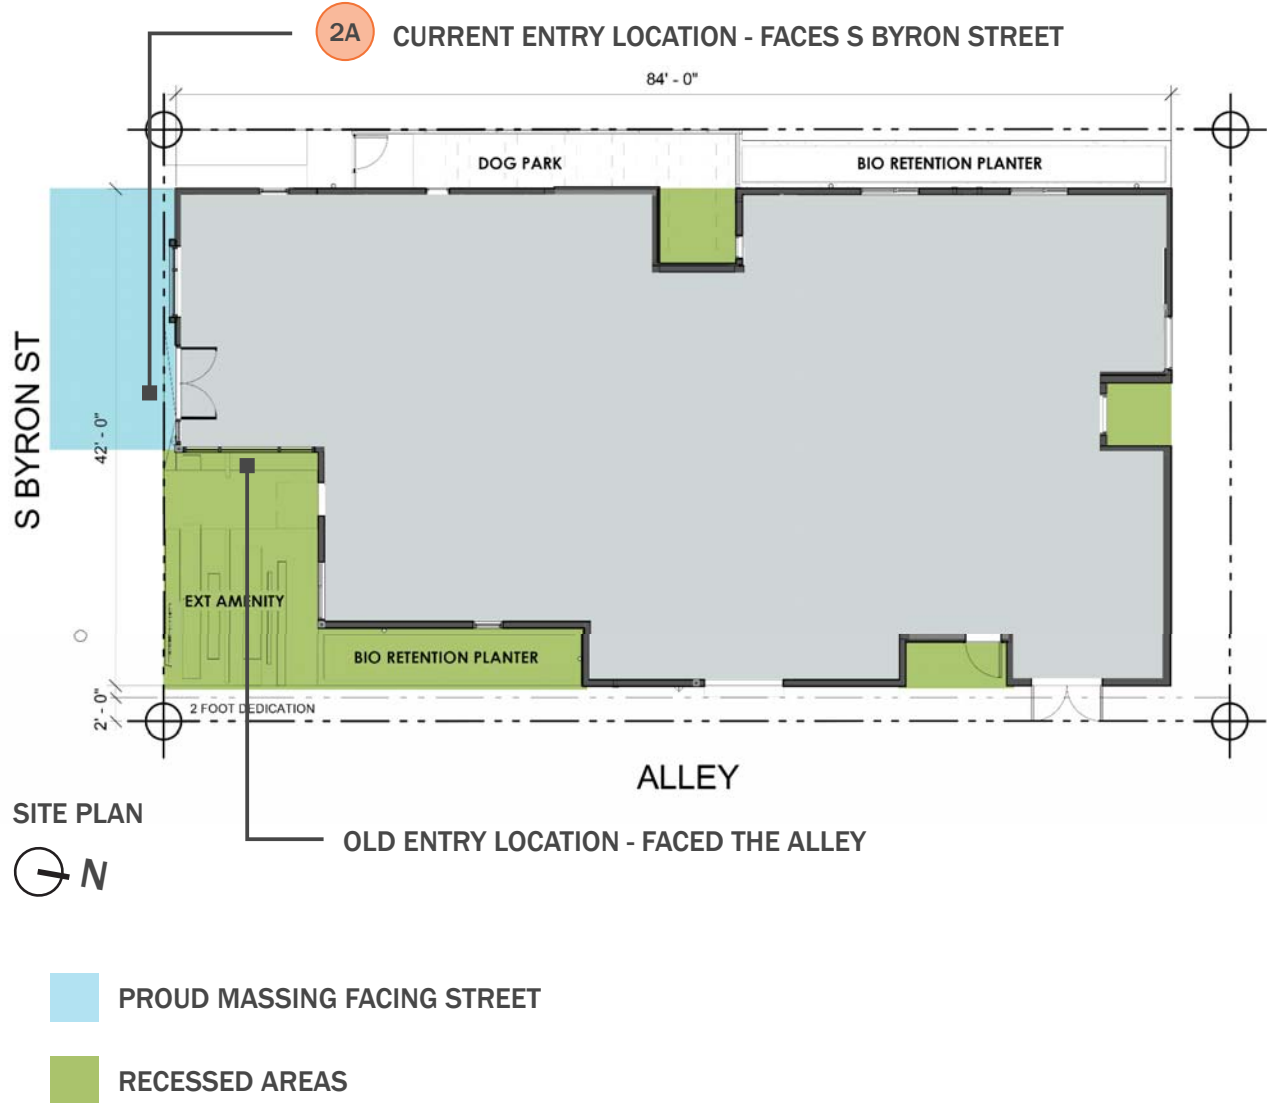 2A
CURRENT ENTRY LOCATION - FACES S BYRON STREET
84' - 0"
DOG PARK
BIO RETENTION PLANTER
S BYRON ST
42' - 0"
EXT AMENITY
BIO RETENTION PLANTER
2' - 0"
2 FOOT DEDICATION
ALLEY
SITE PLAN
OLD ENTRY LOCATION - FACED THE ALLEY
N
PROUD MASSING FACING STREET
RECESSED AREAS